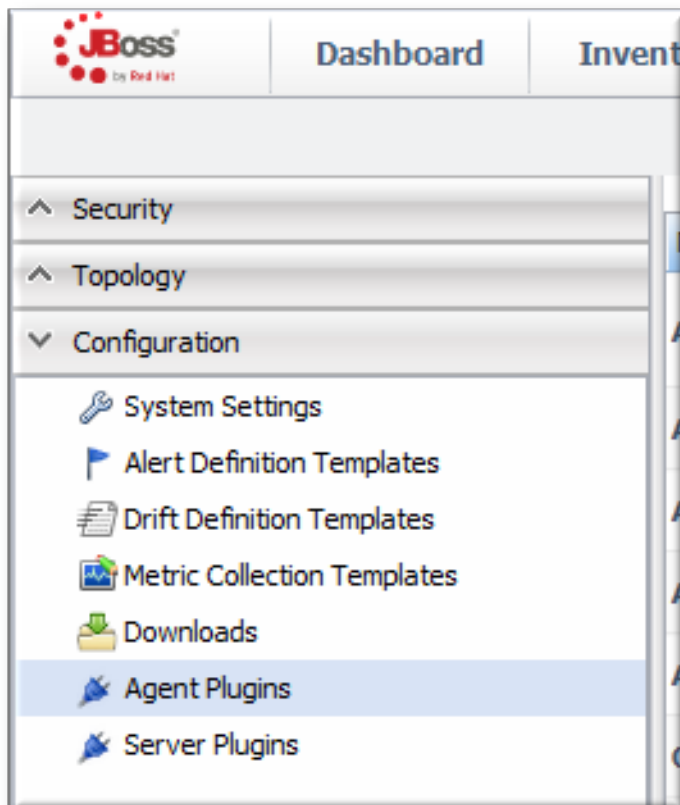 JBoss
by Red Hat
Dashboard
Invent
Security
Topology
Configuration
System Settings
Alert Definition Templates
Drift Definition Templates
Metric Collection Templates
Downloads
Agent Plugins
Server Plugins